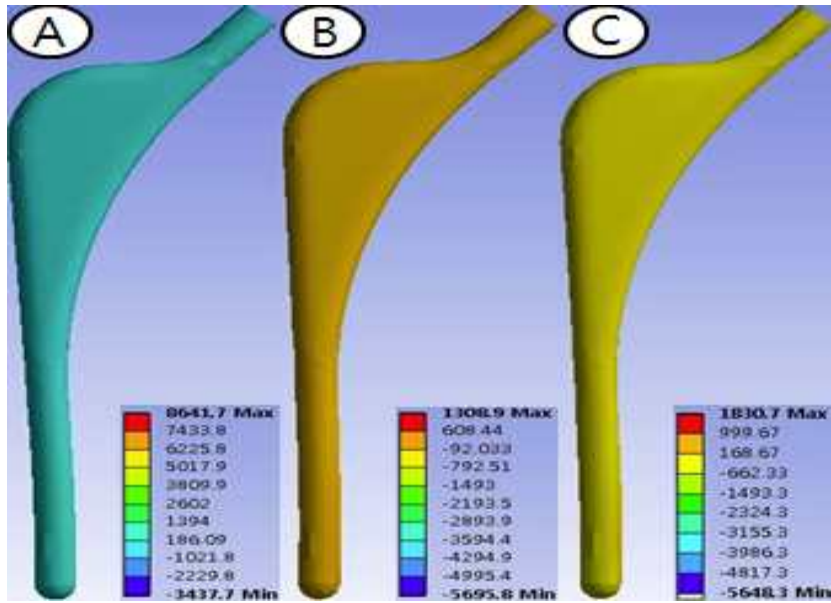 A
B
C
8641.7 Max
7433.8
6225.8
5017.9
3809.9
2602
1394
186.09
-1021.8
-2229.8
-3437.7 Min
1308.9 Max
608.44
-92.033
-792.51
-1493
-2193.5
-2893.9
-3594.4
-4294.9
-4995.4
-5695.8 Min
1830.7 Max
999.67
168.67
-662.33
-1493.3
-2324.3
-3155.3
-3986.3
-4817.3
-5648.3 Min